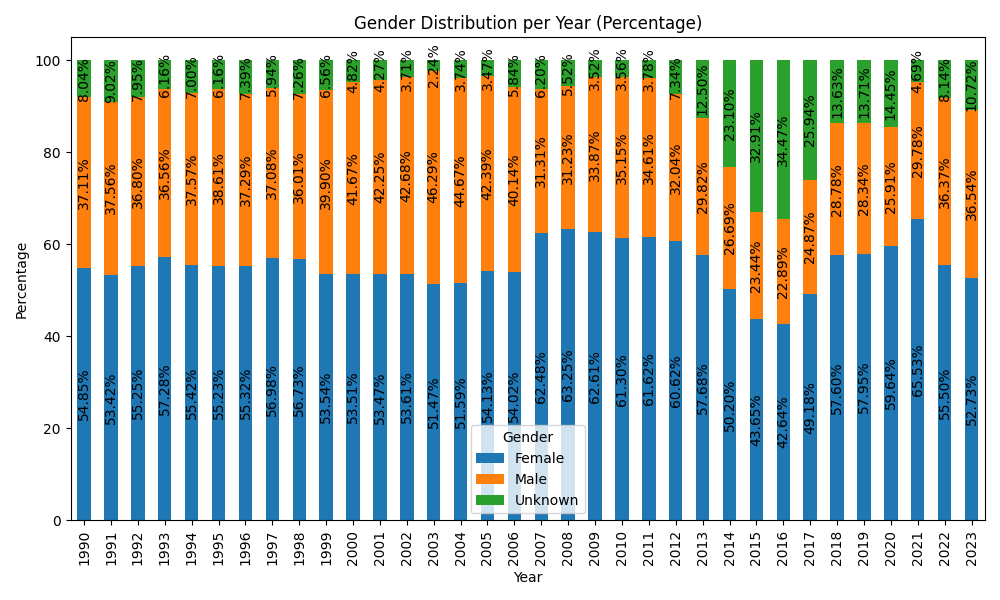 Gender Distribution per Year (Percentage)
Percentage
100
80
60
40
20
0
8.04% 9.02% 7.95% 6.16% 7.00% 6.16% 7.39% 5.94% 7.26% 6.56% 4.82% 4.27% 3.71% 2.24% 3.74% 3.47% 5.84% 6.20% 5.52% 3.52% 3.56% 3.78% 7.34% 12.50% 23.10% 32.91% 34.47% 25.94% 13.63% 13.71% 14.45% 4.69% 8.14% 10.72%
37.11% 37.56% 36.80% 36.56% 37.57% 38.61% 37.29% 37.08% 36.01% 39.90% 41.67% 42.25% 42.68% 46.29% 44.67% 42.39% 40.14% 31.31% 31.23% 33.87% 35.15% 34.61% 32.04% 29.82% 26.69% 23.44% 22.89% 24.87% 28.78% 28.34% 25.91% 29.78% 36.37% 36.54%
54.85% 53.42% 55.25% 57.28% 55.42% 55.23% 55.32% 56.98% 56.73% 53.54% 53.51% 53.47% 53.61% 51.47% 51.59% 54.13% 54.02% 62.48% 63.25% 62.61% 61.30% 61.62% 60.62% 57.68% 50.20% 43.65% 42.64% 49.18% 57.60% 57.95% 59.64% 65.53% 55.50% 52.73%
Gender
Female
Male
Unknown
1990 1991 1992 1993 1994 1995 1996 1997 1998 1999 2000 2001 2002 2003 2004 2005 2006 2007 2008 2009 2010 2011 2012 2013 2014 2015 2016 2017 2018 2019 2020 2021 2022 2023
Year